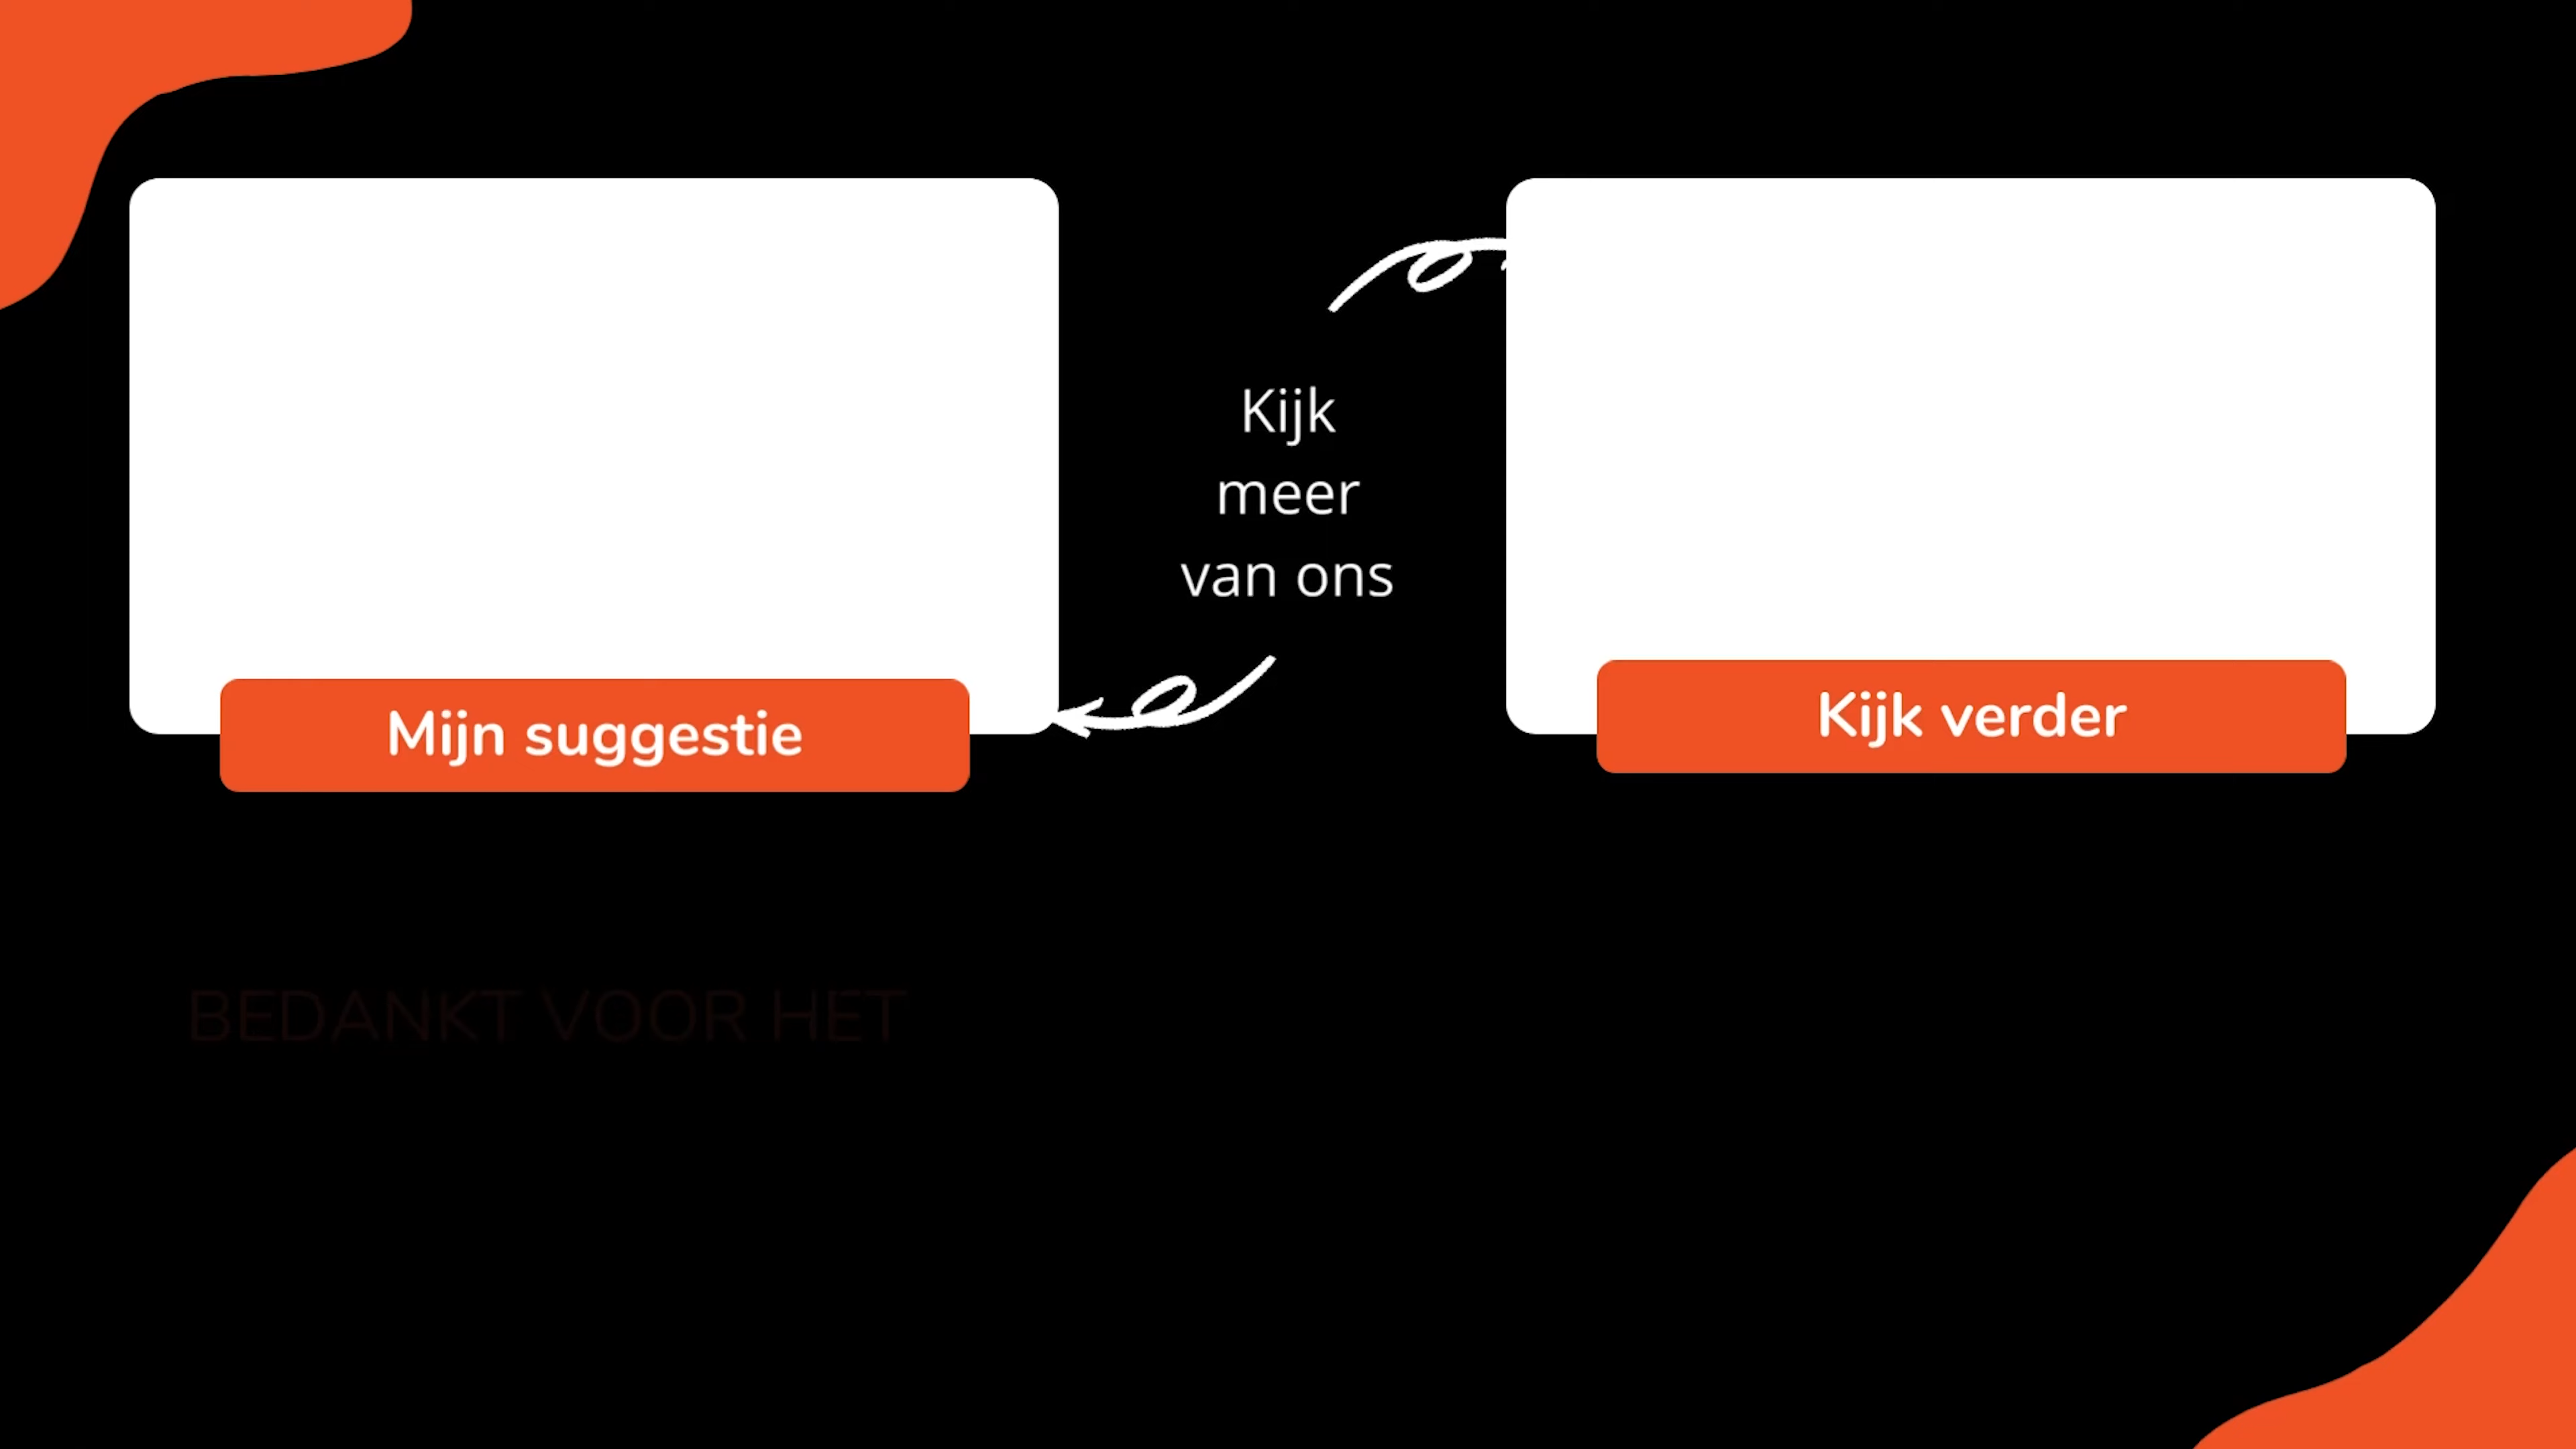 Kijk
meer
van ons
Mijn suggestie
Kijk verder
BEDANKT VOOR HET